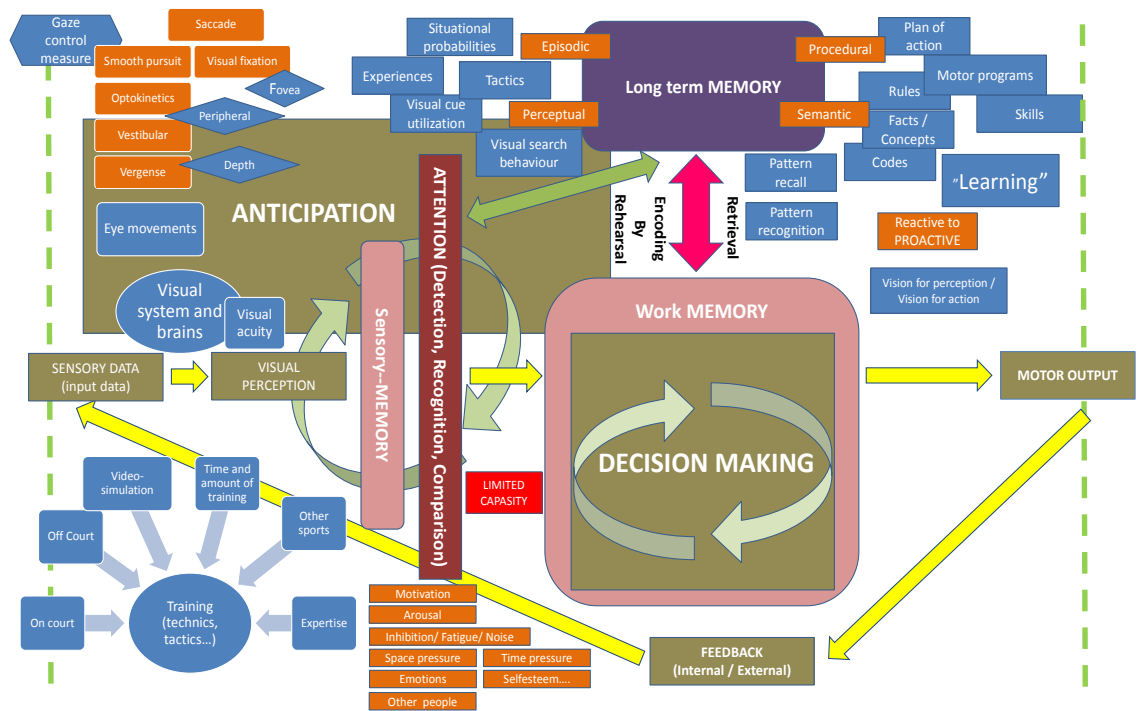 Gaze
control
measure
Saccade
Smooth pursuit
Visual fixation
Optokinetics
Fovea
Peripheral
Vestibular
Vergense
Depth
Eye movements
Visual
system and
brains
Visual
acuity
ANTICIPATION
Situational
probabilities
Episodic
Experiences
Tactics
Visual cue
utilization
Perceptual
Visual search
behaviour
Long term MEMORY
Procedural
Plan of
action
Motor programs
Rules
Skills
Semantic
Facts /
Concepts
Codes
Pattern
recall
"Learning"
Pattern
recognition
Reactive to
PROACTIVE
Vision for perception /
Vision for action
Retrieval
Encoding
By
Rehearsal
ATTENTION (Detection, Recognition, Comparison)
Sensory--MEMORY
Work MEMORY
DECISION MAKING
SENSORY DATA
(input data)
VISUAL
PERCEPTION
MOTOR OUTPUT
LIMITED
CAPASITY
Video-
simulation
Time and
amount of
training
Other
sports
Off Court
On court
Training
(technics,
tactics...)
Expertise
Motivation
Arousal
Inhibition/ Fatigue/ Noise
Space pressure
Time pressure
Emotions
Selfesteem....
Other people
FEEDBACK
(Internal / External)